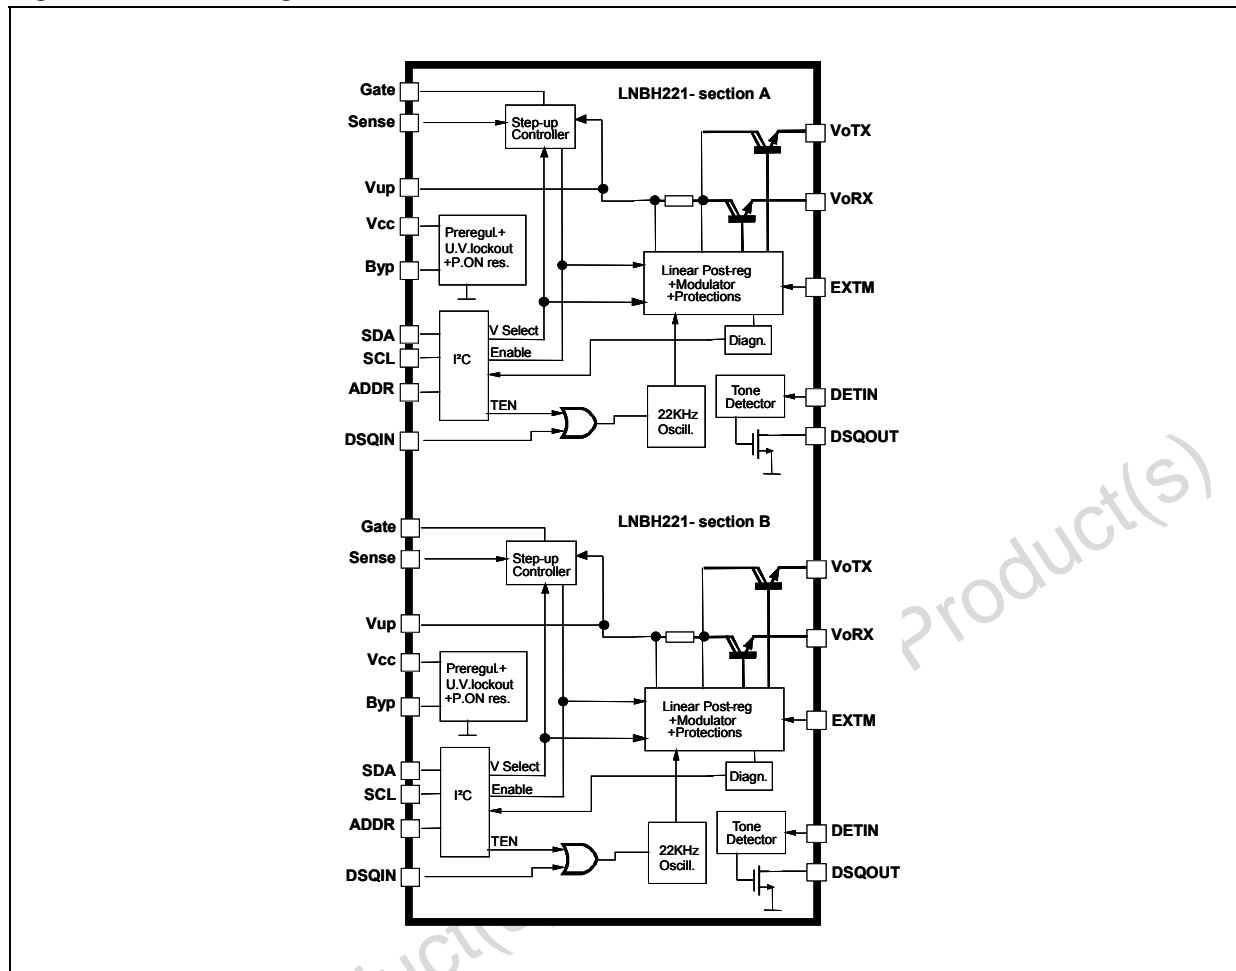 LNBH221- section A
Gate
Sense
Vup
Vcc
Byp
SDA
SCL
ADDR
DSQIN
Step-up
Controller
Preregul.+
U.V.lockout
+P.ON res.
I²C
V Select
Enable
TEN
Linear Post-reg
+Modulator
+Protections
Diagn.
22KHz
Oscill.
Tone
Detector
VoTX
VoRX
EXTM
DETIN
DSQOUT
LNBH221- section B
Gate
Sense
Vup
Vcc
Byp
SDA
SCL
ADDR
DSQIN
Step-up
Controller
Preregul.+
U.V.lockout
+P.ON res.
I²C
V Select
Enable
TEN
Linear Post-reg
+Modulator
+Protections
Diagn.
22KHz
Oscill.
Tone
Detector
VoTX
VoRX
EXTM
DETIN
DSQOUT
Product(s)